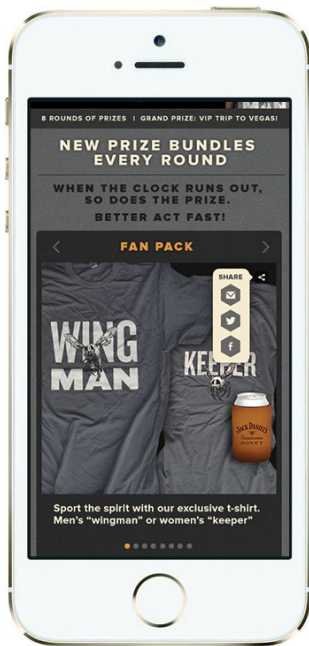 MAN
8 ROUNDS OF PRIZES | GRAND PRIZE: VIP TRIP TO VEGAS!
NEW PRIZE BUNDLES
EVERY ROUND
WHEN THE CLOCK RUNS OUT,
SO DOES THE PRIZE.
BETTER ACT FAST!
FAN PACK
SHARE
WING
MAN
KEEPER
JACK DANIEL'S
Tennessee
HONEY
Sport the spirit with our exclusive t-shirt.
Men's “wingman” or women's “keeper”